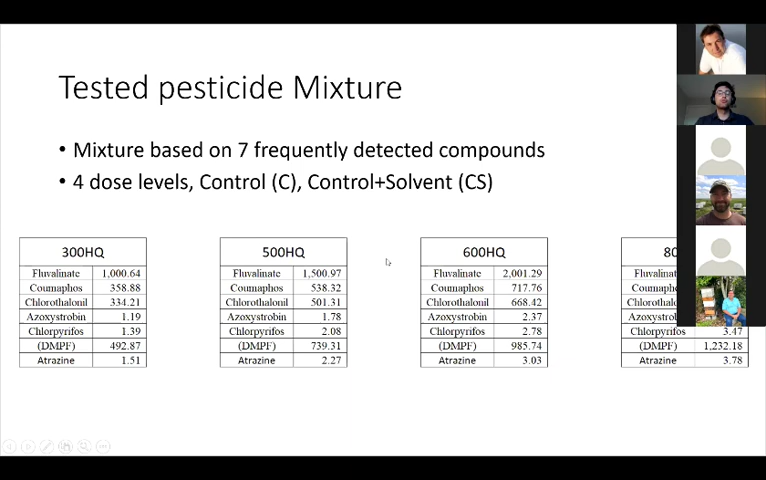 Tested pesticide Mixture
• Mixture based on 7 frequently detected compounds
• 4 dose levels, Control (C), Control+Solvent (CS)
300HQ
Fluvalinate 1,000.64
Coumaphos 358.88
Chlorothalonil 334.21
Azoxystrobin 1.19
Chlorpyrifos 1.39
(DMPF) 492.87
Atrazine 1.51
500HQ
Fluvalinate 1,500.97
Coumaphos 538.32
Chlorothalonil 501.31
Azoxystrobin 1.78
Chlorpyrifos 2.08
(DMPF) 739.31
Atrazine 2.27
600HQ
Fluvalinate 2,001.29
Coumaphos 717.76
Chlorothalonil 668.42
Azoxystrobin 2.37
Chlorpyrifos 2.78
(DMPF) 985.74
Atrazine 3.03
80
Fluvalina
Coumapho
Chlorothalo
Azoxystrob
Chlorpyrifos 3.47
(DMPF) 1,232.18
Atrazine 3.78